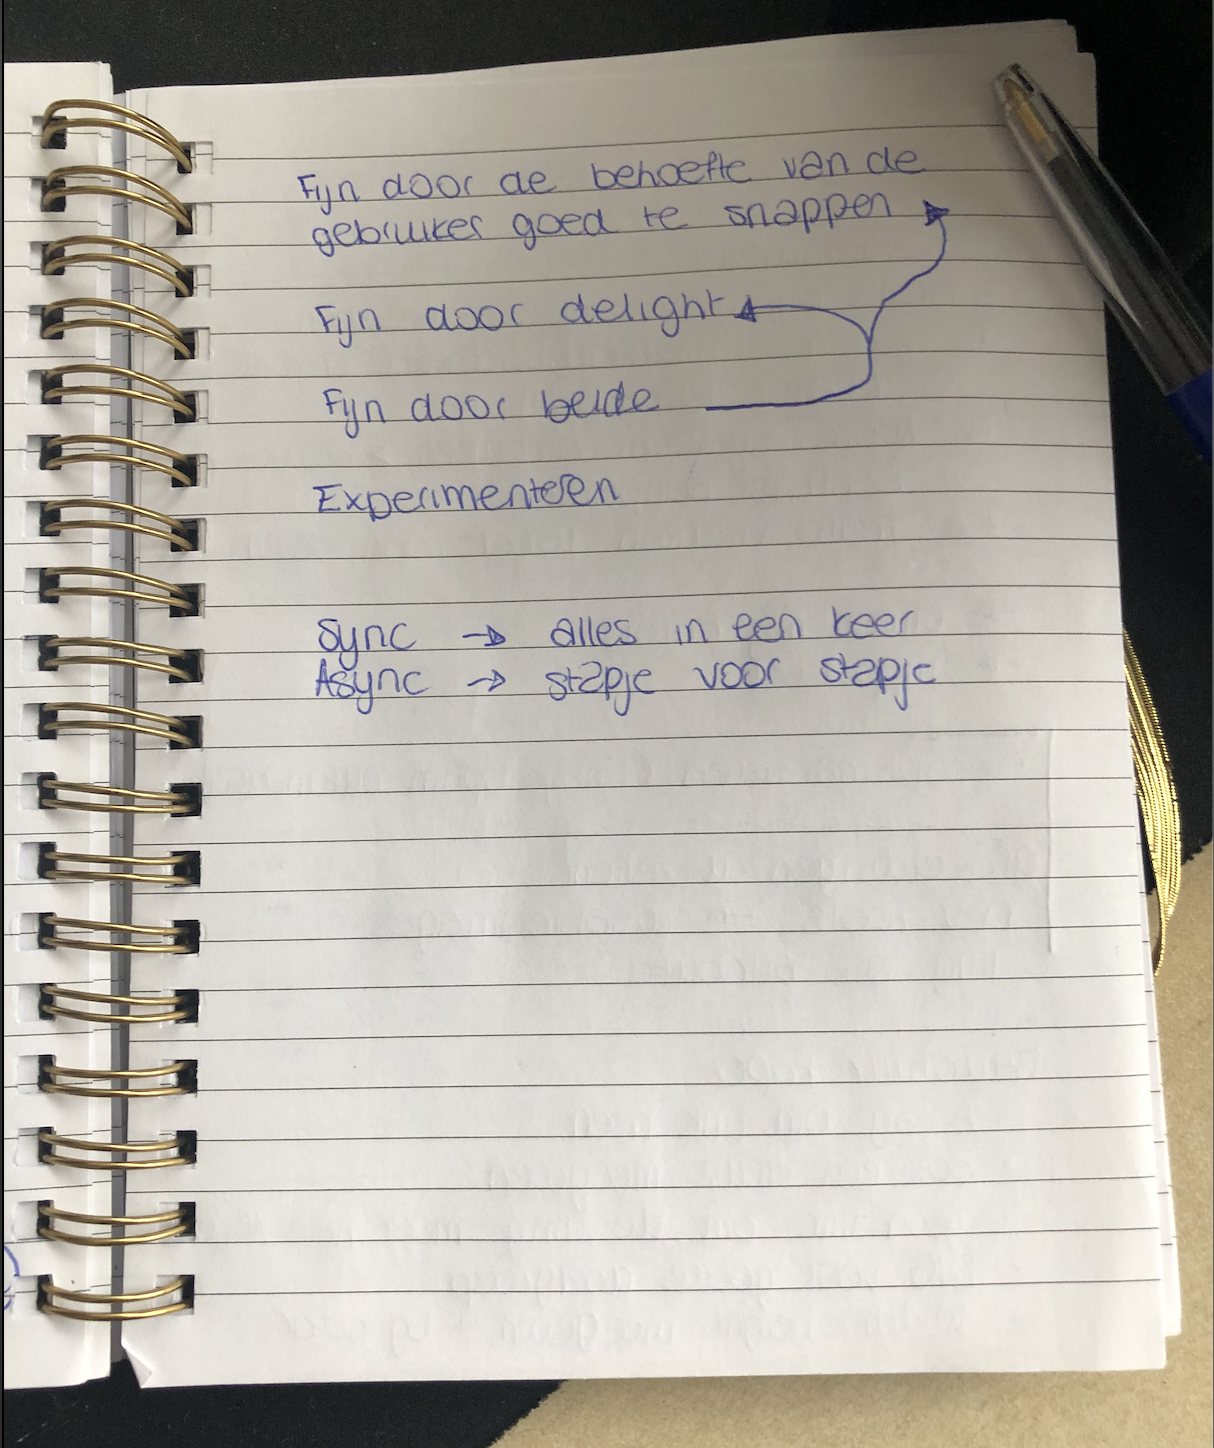 Fijn door de behoefte van de
gebruiker goed te snappen
Fijn door delight
Fijn door beide
Experimenteren
Sync → alles in een keer
Async → stapje voor stapje